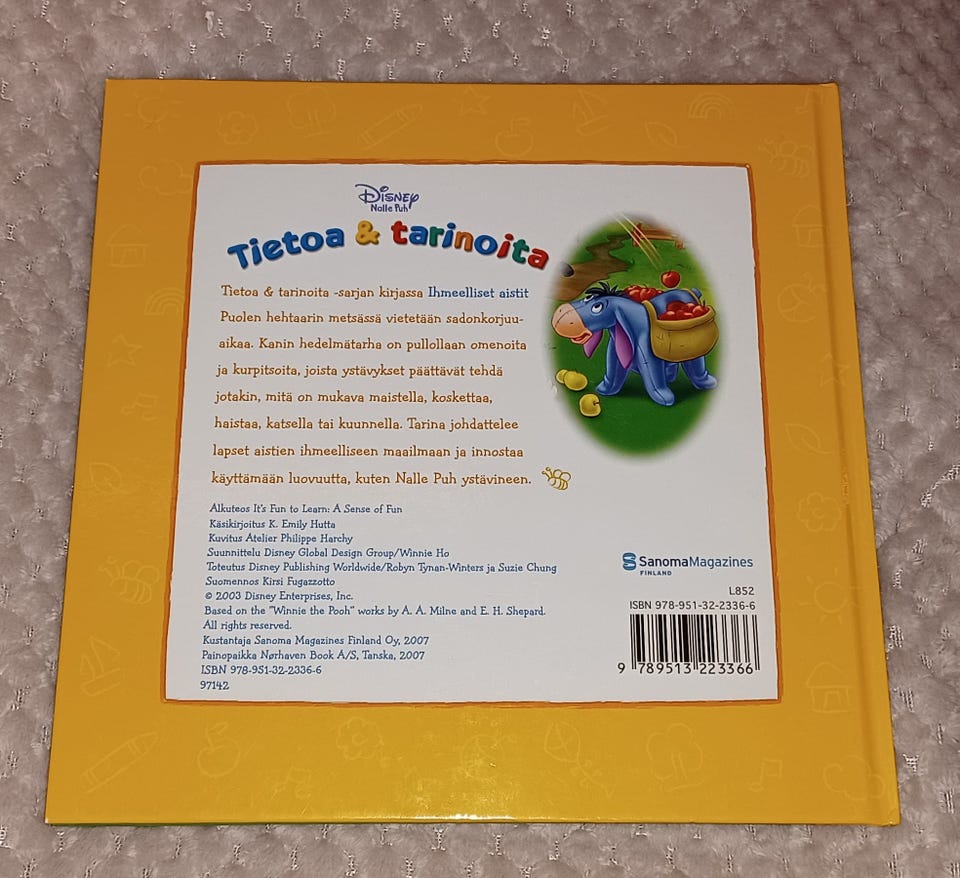 Disney
Nalle Puh
Tietoa & tarinoita
Tietoa & tarinoita -sarjan kirjassa Ihmeelliset aistit
Puolen hehtaarin metsässä vietetään sadonkorjuu-
aikaa. Kanin hedelmätarha on pullollaan omenoita
ja kurpitsoita, joista ystävykset päättävät tehdä
jotakin, mitä on mukava maistella, koskettaa,
haistaa, katsella tai kuunnella. Tarina johdattelee
lapset aistien ihmeelliseen maailmaan ja innostaa
käyttämään luovuutta, kuten Nalle Puh ystävineen.
Alkuteos It's Fun to Learn: A Sense of Fun
Käsikirjoitus K. Emily Hutta
Kuvitus Atelier Philippe Harchy
Suunnittelu Disney Global Design Group/Winnie Ho
Toteutus Disney Publishing Worldwide/Robyn Tynan-Winters ja Suzie Chung
Suomennos Kirsi Fugazzotto
© 2003 Disney Enterprises, Inc.
Based on the "Winnie the Pooh" works by A. A. Milne and E. H. Shepard.
All rights reserved.
Kustantaja Sanoma Magazines Finland Oy, 2007
Painopaikka Nørhaven Book A/S, Tanska, 2007
ISBN 978-951-32-2336-6
97142
SanomaMagazines
FINLAND
L852
ISBN 978-951-32-2336-6
9 789513 223366